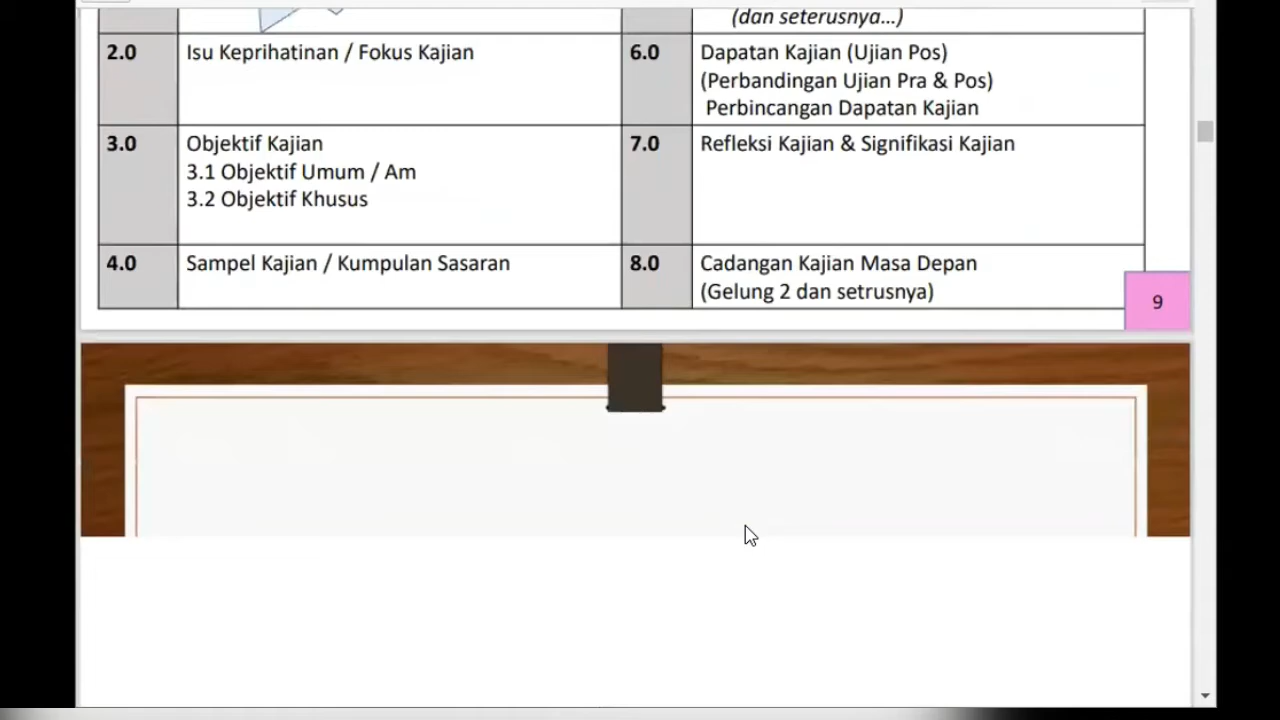 (dan seterusnya…)
2.0 Isu Keprihatinan / Fokus Kajian
6.0 Dapatan Kajian (Ujian Pos)
(Perbandingan Ujian Pra & Pos)
Perbincangan Dapatan Kajian
3.0 Objektif Kajian
3.1 Objektif Umum / Am
3.2 Objektif Khusus
7.0 Refleksi Kajian & Signifikasi Kajian
4.0 Sampel Kajian / Kumpulan Sasaran
8.0 Cadangan Kajian Masa Depan
(Gelung 2 dan setrusnya)
9